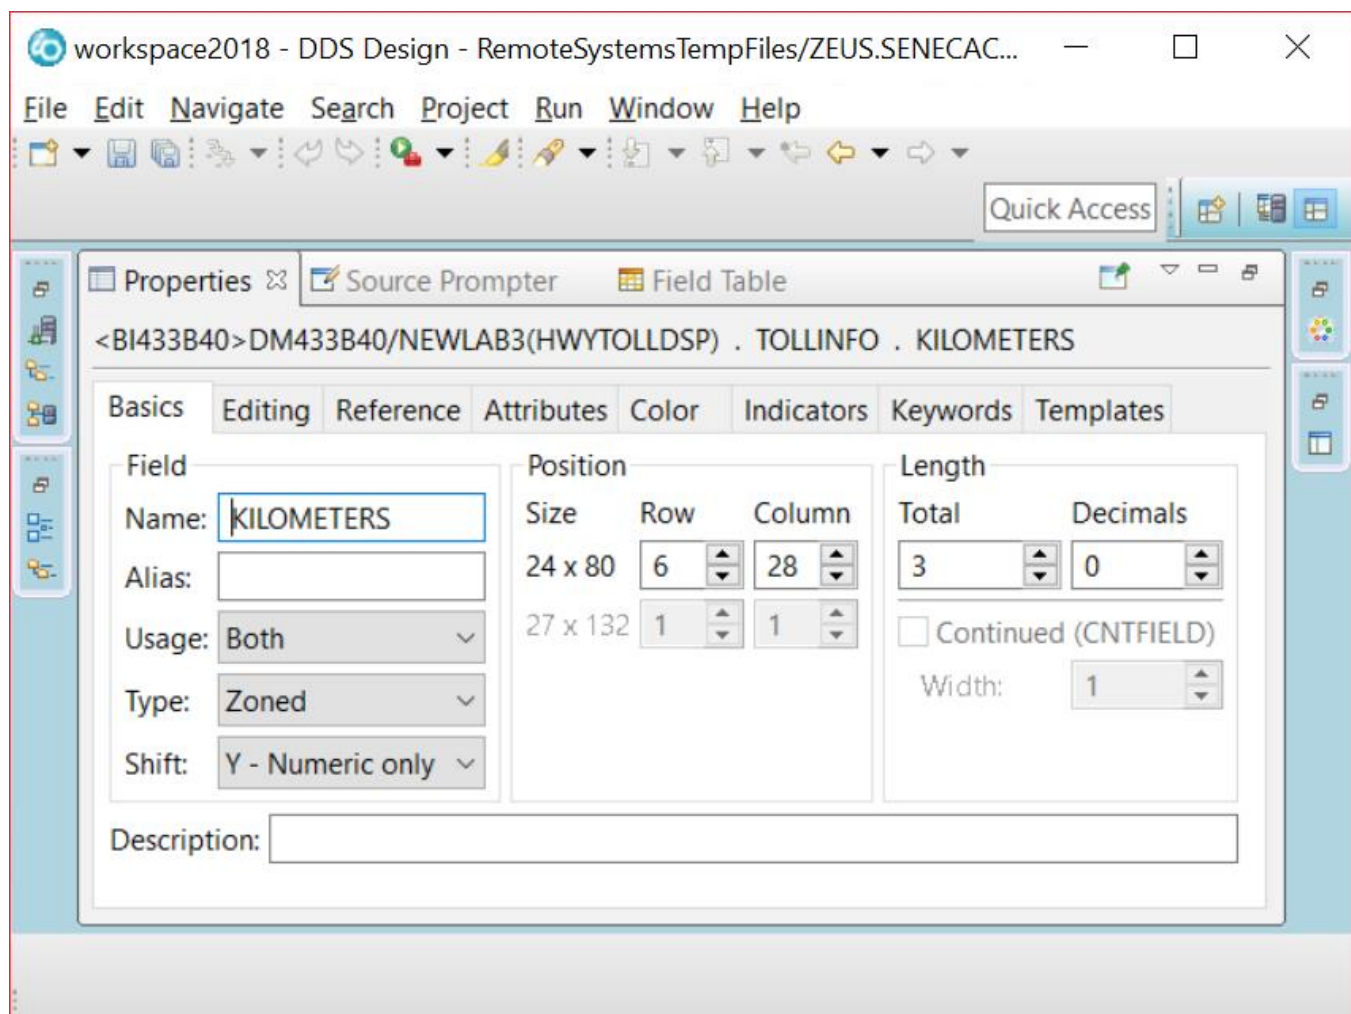 workspace2018 - DDS Design - RemoteSystemsTempFiles/ZEUS.SENECAC...
File Edit Navigate Search Project Run Window Help
Quick Access
Properties Source Prompter Field Table
<BI433B40>DM433B40/NEWLAB3(HWYTOLLDSP) . TOLLINFO . KILOMETERS
Basics Editing Reference Attributes Color Indicators Keywords Templates
Field Position Length
Name: KILOMETERS Size Row Column Total Decimals
Alias: 24 x 80 6 28 3 0
Usage: Both 27 x 132 1 1 Continued (CNTFIELD)
Type: Zoned Width: 1
Shift: Y - Numeric only
Description: